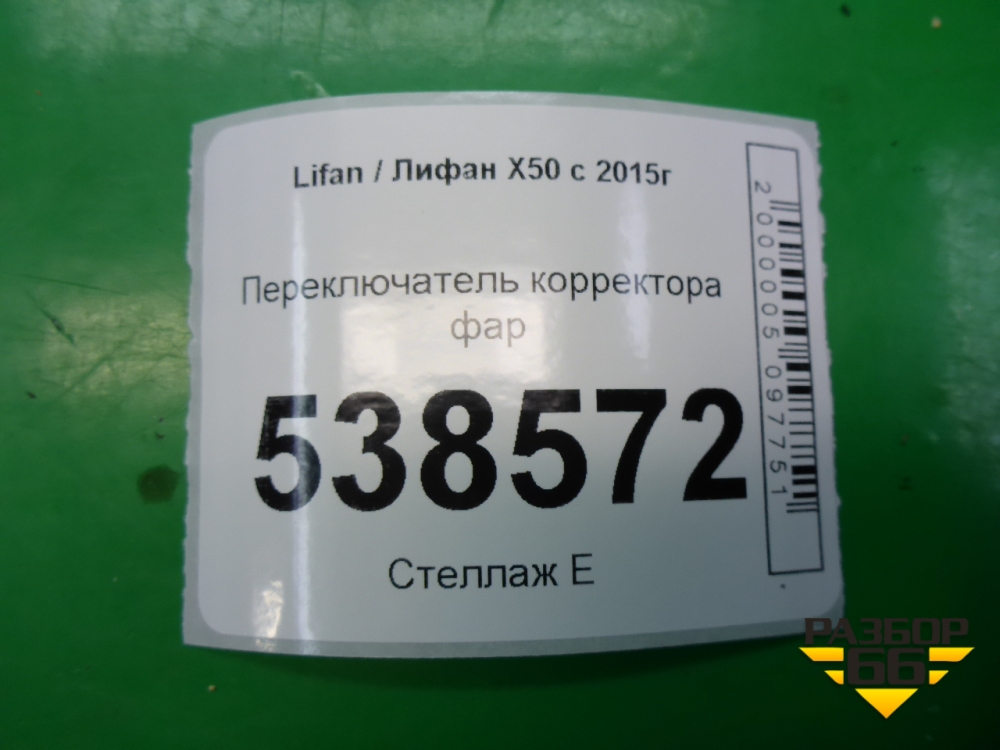 Lifan / Лифан X50 с 2015г
Переключатель корректора
фар
538572
Стеллаж Е
2000005097751
РАЗБОР
66